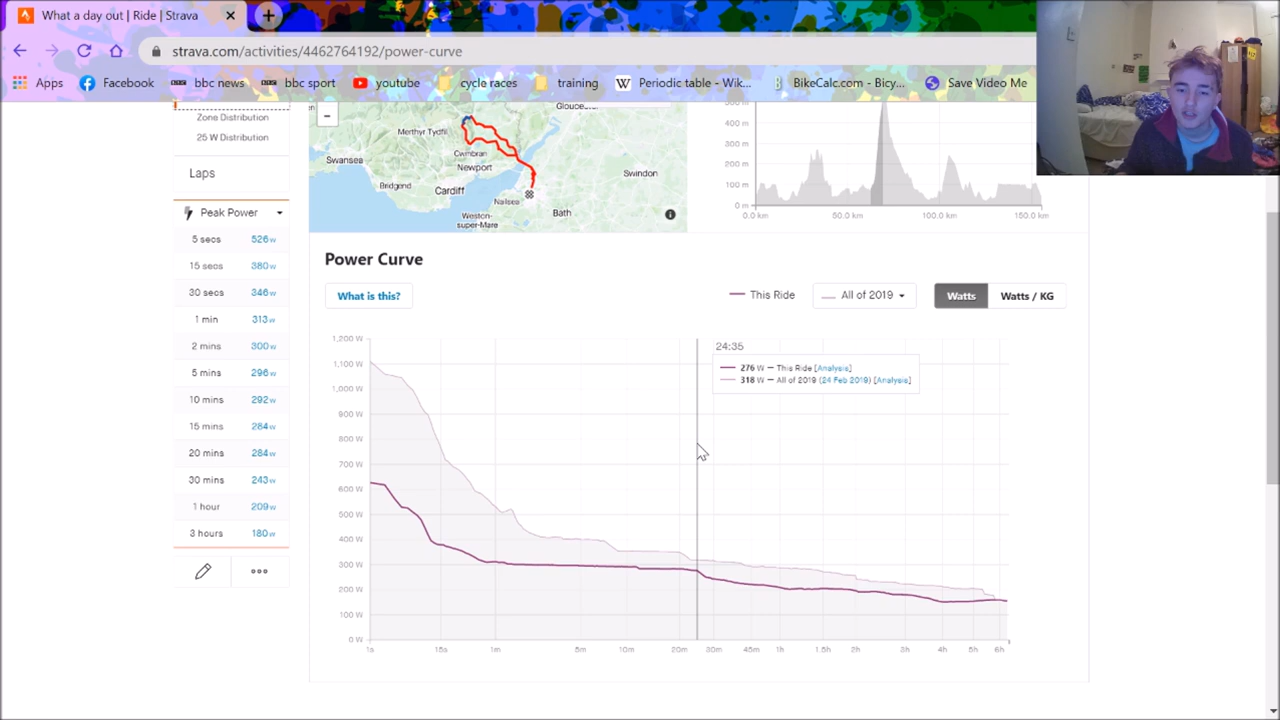 What a day out | Ride | Strava
strava.com/activities/4462764192/power-curve
Apps Facebook bbc news bbc sport youtube cycle races training Periodic table - Wik... BikeCalc.com - Bicy... Save Video Me
Zone Distribution
25 W Distribution
Laps
Peak Power
5 secs 526w
15 secs 380w
30 secs 346w
1 min 313w
2 mins 300w
5 mins 296w
10 mins 292w
15 mins 284w
20 mins 284w
30 mins 243w
1 hour 209w
3 hours 180w
Gloucester
Merthyr Tydfil
Swansea
Cwmbran
Newport
Bridgend
Cardiff
Nailsea
Swindon
Bath
Weston-
super-Mare
500 m
400 m
300 m
200 m
100 m
0 m
0.0 km 50.0 km 100.0 km 150.0 km
Power Curve
What is this?
This Ride
All of 2019
Watts
Watts / KG
24:35
276 W — This Ride [Analysis]
318 W — All of 2019 (24 Feb 2019) [Analysis]
1,200 W
1,100 W
1,000 W
900 W
800 W
700 W
600 W
500 W
400 W
300 W
200 W
100 W
0 W
1s 15s 1m 5m 10m 20m 30m 45m 1h 1.5h 2h 3h 4h 5h 6h